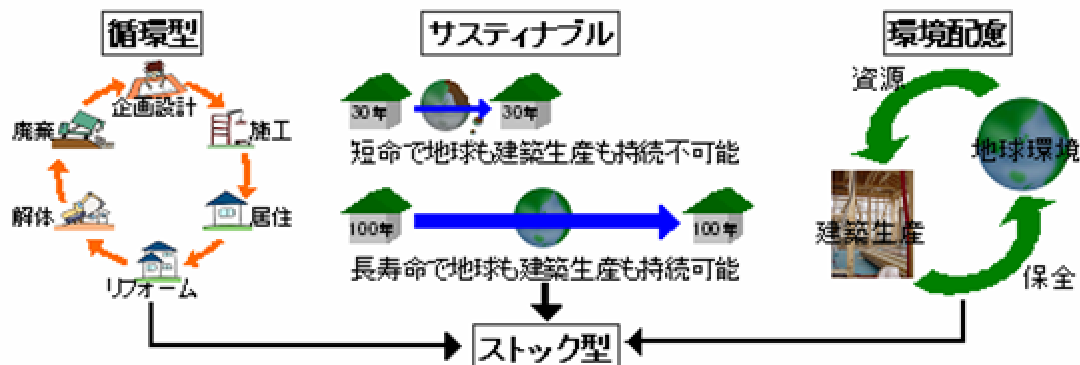 循環型
企画設計
施工
居住
リフォーム
解体
廃棄
サスティナブル
30年
30年
短命で地球も建築生産も持続不可能
100年
100年
長寿命で地球も建築生産も持続可能
環境配慮
資源
地球環境
建築生産
保全
ストック型